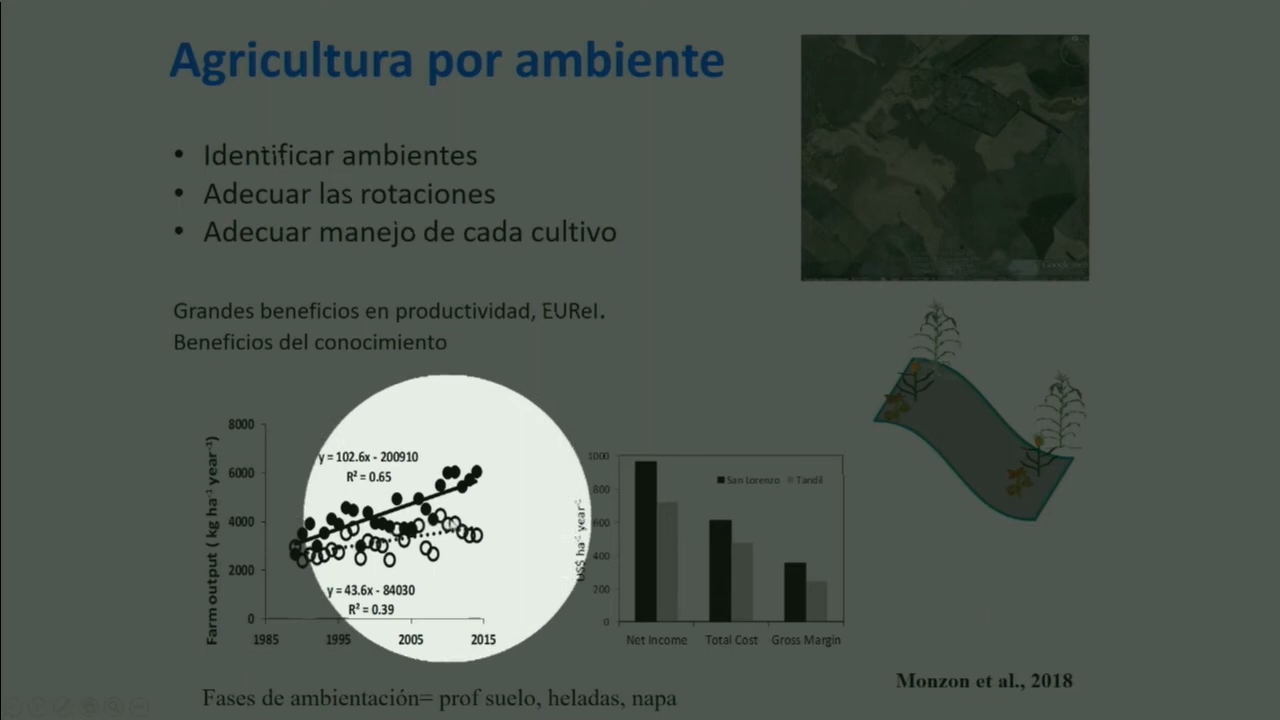 Agricultura por ambiente
• Identificar ambientes
• Adecuar las rotaciones
• Adecuar manejo de cada cultivo
Grandes beneficios en productividad, EUReI.
Beneficios del conocimiento
Farm output ( kg ha⁻¹ year⁻¹)
8000
6000
4000
2000
0
y = 102.6x - 200910
R² = 0.65
y = 43.6x - 84030
R² = 0.39
1985 1995 2005 2015
US$ ha⁻¹ year⁻¹
1000
800
600
400
200
0
San Lorenzo Tandil
Net Income Total Cost Gross Margin
Monzon et al., 2018
Fases de ambientación= prof suelo, heladas, napa